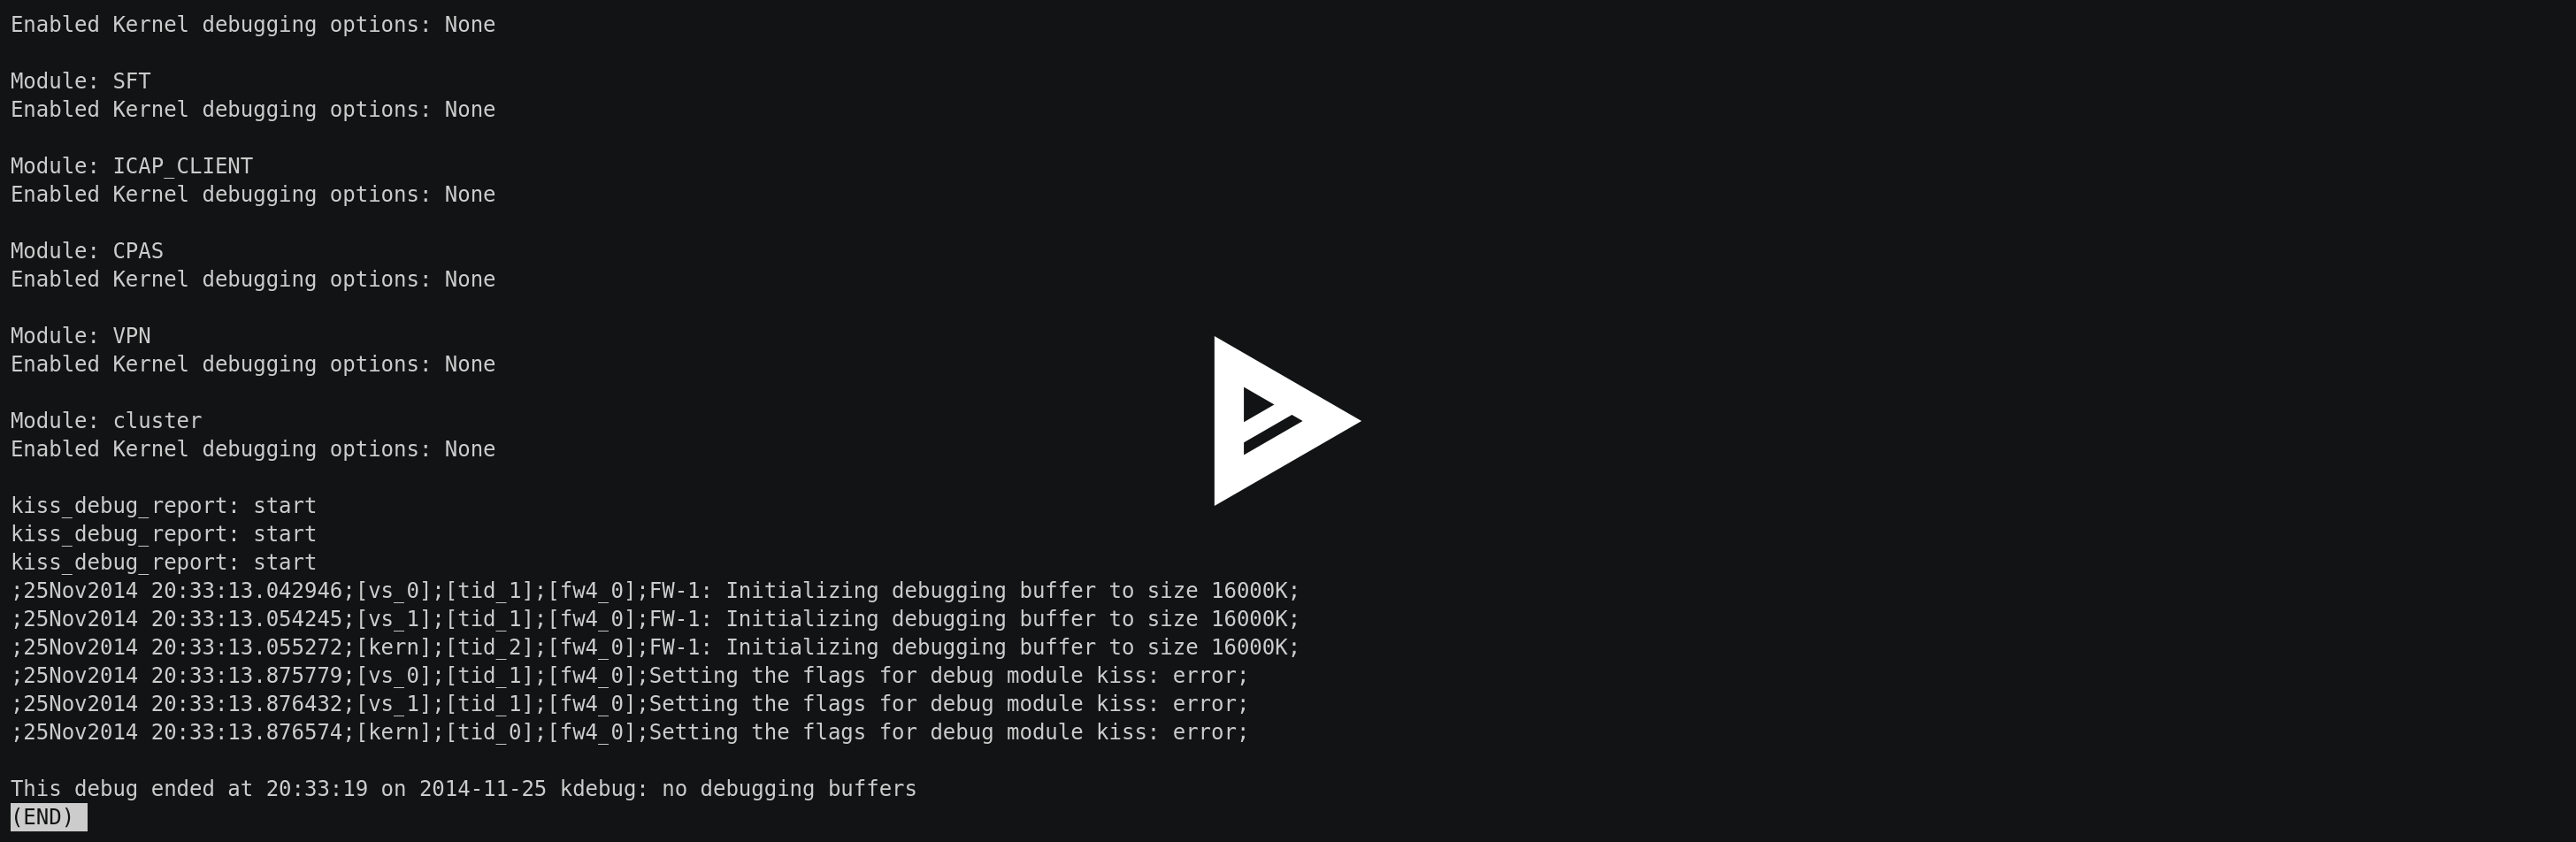 Enabled Kernel debugging options: None
Module: SFT
Enabled Kernel debugging options: None
Module: ICAP_CLIENT
Enabled Kernel debugging options: None
Module: CPAS
Enabled Kernel debugging options: None
Module: VPN
Enabled Kernel debugging options: None
Module: cluster
Enabled Kernel debugging options: None
kiss_debug_report: start
kiss_debug_report: start
kiss_debug_report: start
;25Nov2014 20:33:13.042946;[vs_0];[tid_1];[fw4_0];FW-1: Initializing debugging buffer to size 16000K;
;25Nov2014 20:33:13.054245;[vs_1];[tid_1];[fw4_0];FW-1: Initializing debugging buffer to size 16000K;
;25Nov2014 20:33:13.055272;[kern];[tid_2];[fw4_0];FW-1: Initializing debugging buffer to size 16000K;
;25Nov2014 20:33:13.875779;[vs_0];[tid_1];[fw4_0];Setting the flags for debug module kiss: error;
;25Nov2014 20:33:13.876432;[vs_1];[tid_1];[fw4_0];Setting the flags for debug module kiss: error;
;25Nov2014 20:33:13.876574;[kern];[tid_0];[fw4_0];Setting the flags for debug module kiss: error;
This debug ended at 20:33:19 on 2014-11-25 kdebug: no debugging buffers
(END)